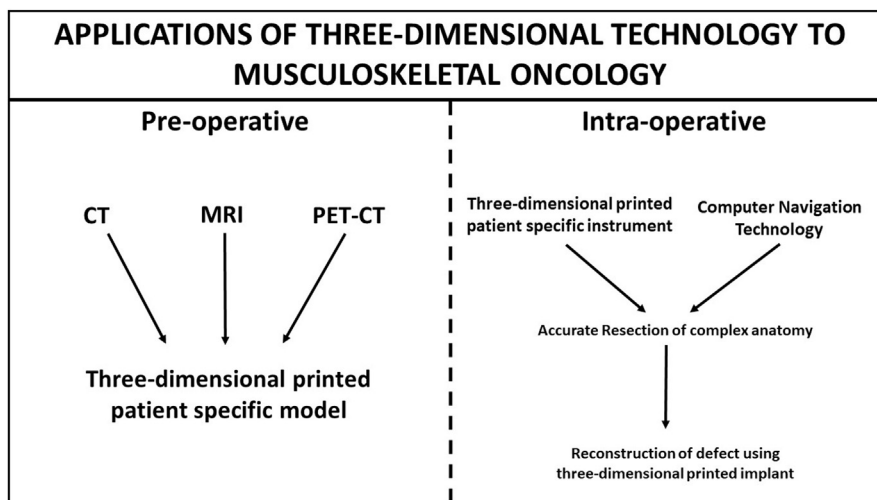 APPLICATIONS OF THREE-DIMENSIONAL TECHNOLOGY TO
MUSCULOSKELETAL ONCOLOGY
Pre-operative
CT
MRI
PET-CT
Three-dimensional printed
patient specific model
Intra-operative
Three-dimensional printed
patient specific instrument
Computer Navigation
Technology
Accurate Resection of complex anatomy
Reconstruction of defect using
three-dimensional printed implant